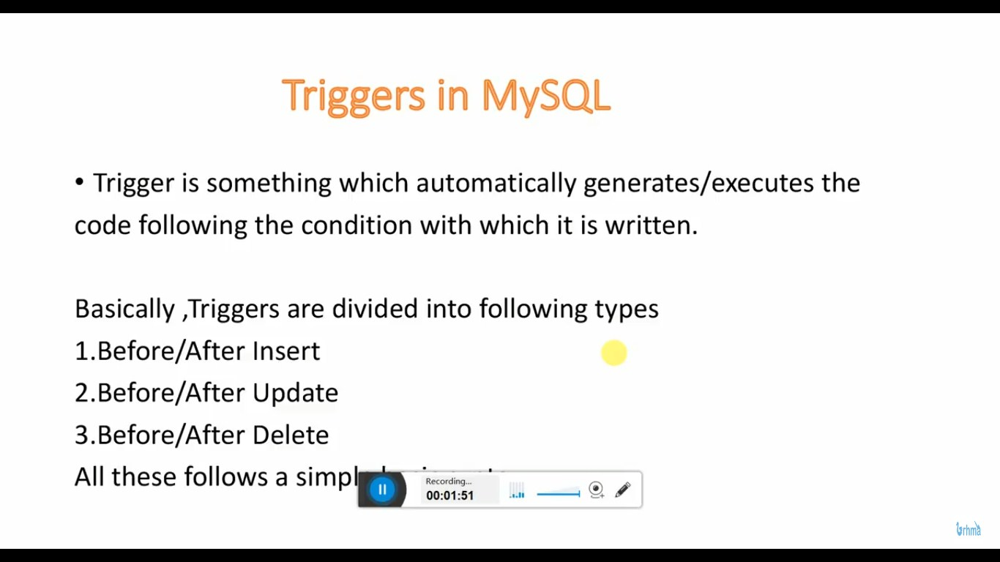 Triggers in MySQL
• Trigger is something which automatically generates/executes the
code following the condition with which it is written.
Basically ,Triggers are divided into following types
1.Before/After Insert
2.Before/After Update
3.Before/After Delete
All these follows a simple
Recording...
00:01:51